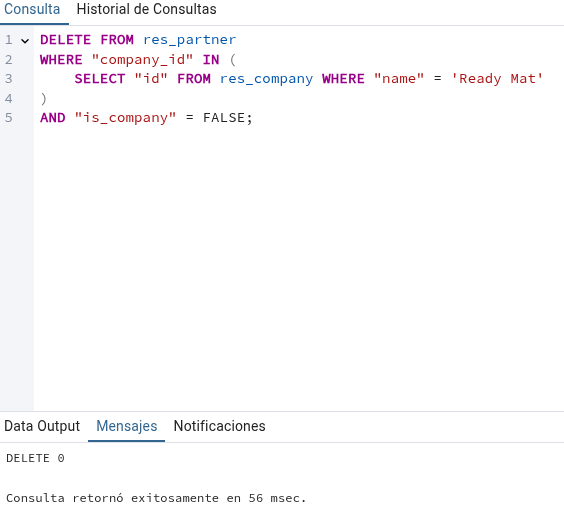 Consulta Historial de Consultas
1 DELETE FROM res_partner
2 WHERE "company_id" IN (
3 SELECT "id" FROM res_company WHERE "name" = 'Ready Mat'
4 )
5 AND "is_company" = FALSE;
Data Output Mensajes Notificaciones
DELETE 0
Consulta retornó exitosamente en 56 msec.